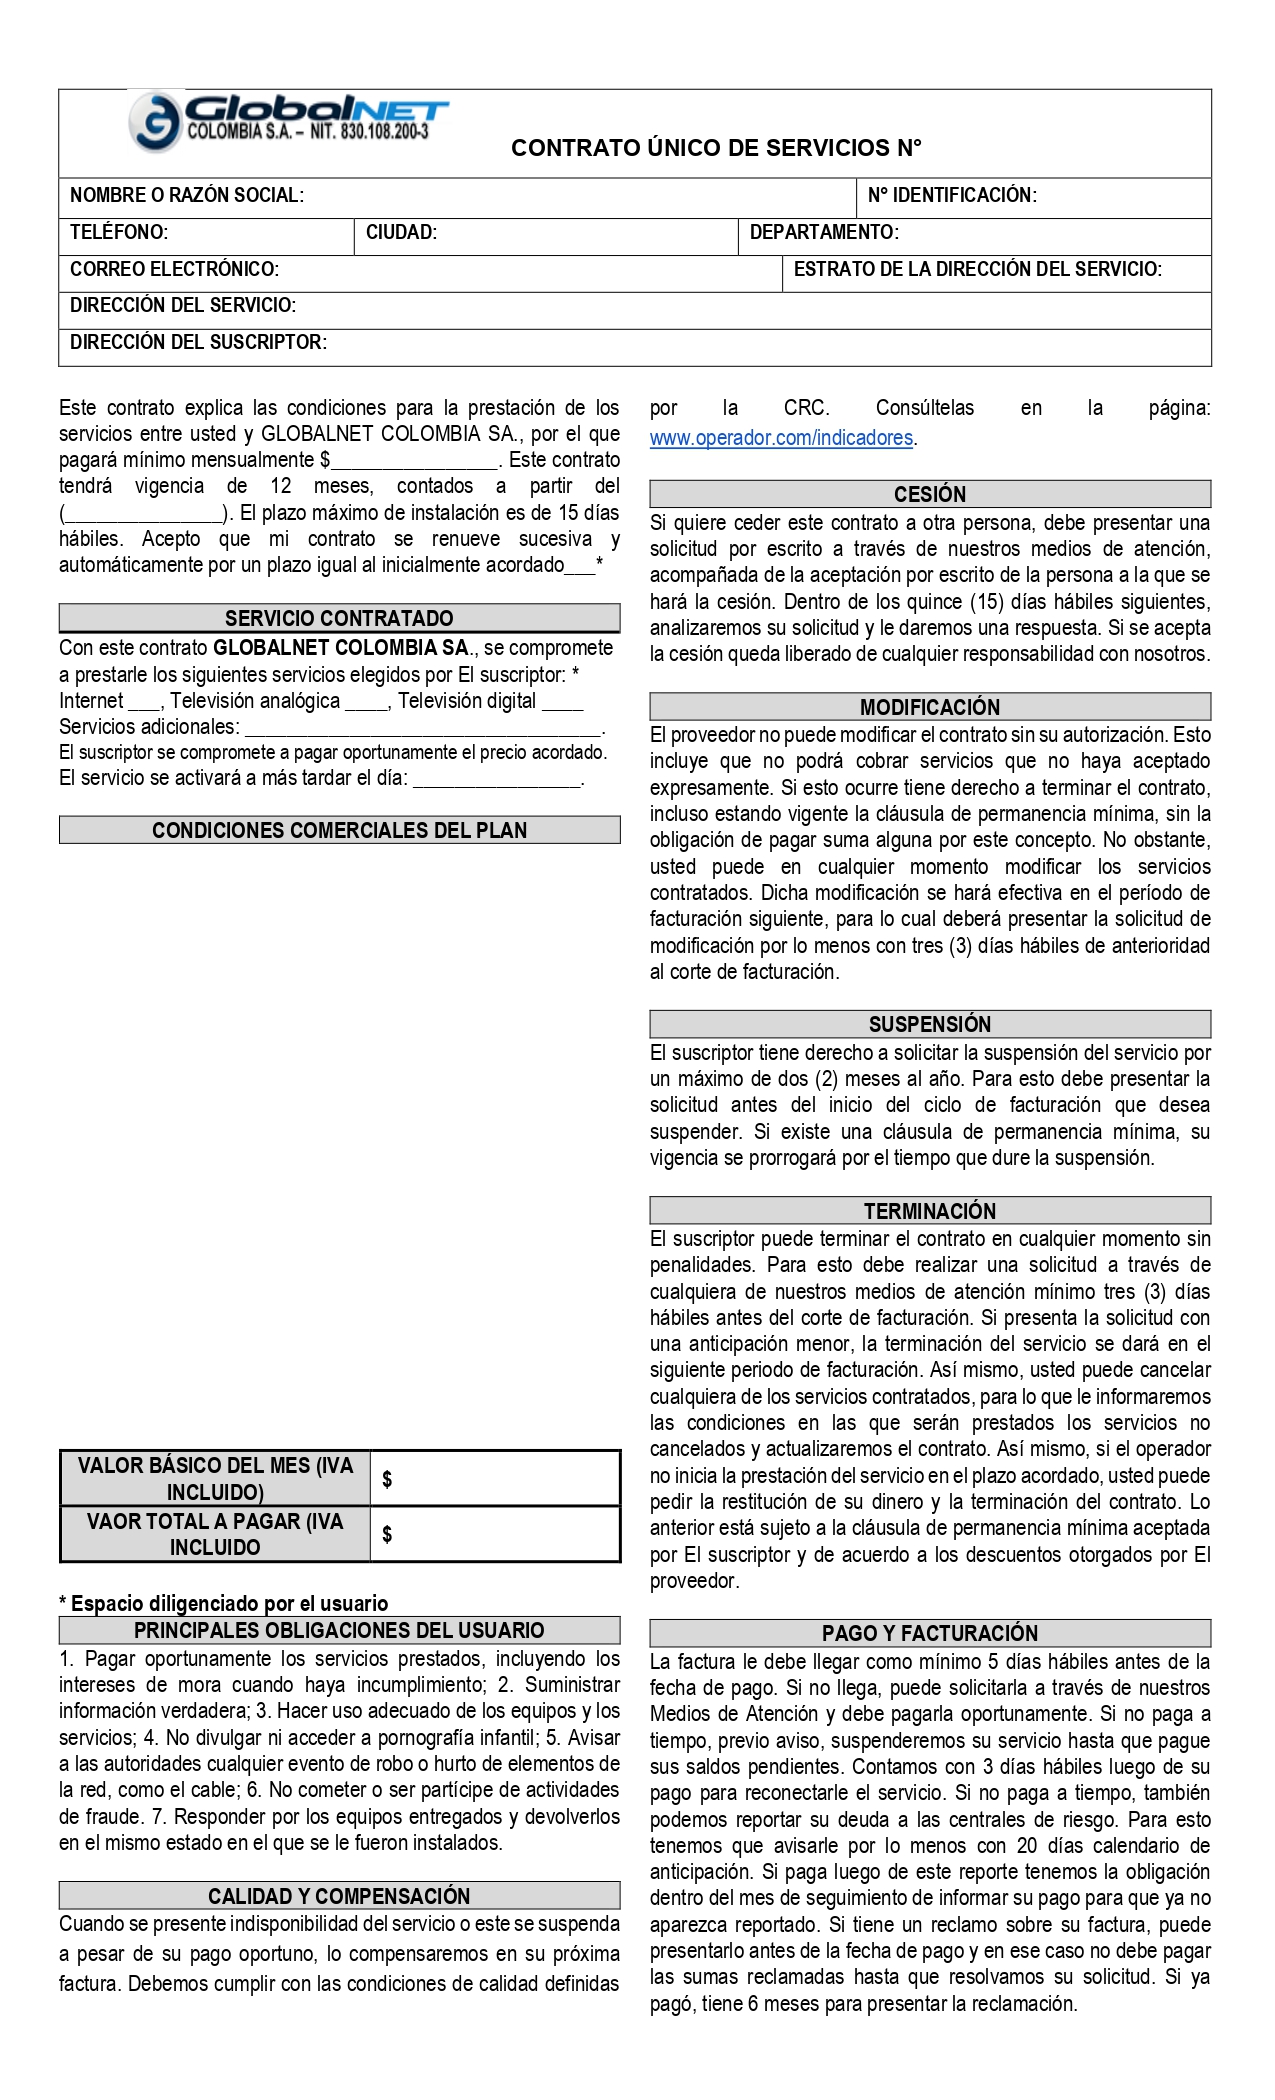 GlobalNET
COLOMBIA S.A. – NIT. 830.108.200-3
CONTRATO ÚNICO DE SERVICIOS N°
NOMBRE O RAZÓN SOCIAL:
N° IDENTIFICACIÓN:
TELÉFONO:
CIUDAD:
DEPARTAMENTO:
CORREO ELECTRÓNICO:
ESTRATO DE LA DIRECCIÓN DEL SERVICIO:
DIRECCIÓN DEL SERVICIO:
DIRECCIÓN DEL SUSCRIPTOR:
Este contrato explica las condiciones para la prestación de los
servicios entre usted y GLOBALNET COLOMBIA SA., por el que
pagará mínimo mensualmente $________________. Este contrato
tendrá vigencia de 12 meses, contados a partir del
(_______________). El plazo máximo de instalación es de 15 días
hábiles. Acepto que mi contrato se renueve sucesiva y
automáticamente por un plazo igual al inicialmente acordado___*
SERVICIO CONTRATADO
Con este contrato GLOBALNET COLOMBIA SA., se compromete
a prestarle los siguientes servicios elegidos por El suscriptor: *
Internet ___, Televisión analógica ____, Televisión digital ____
Servicios adicionales: __________________________________.
El suscriptor se compromete a pagar oportunamente el precio acordado.
El servicio se activará a más tardar el día: ________________.
CONDICIONES COMERCIALES DEL PLAN
VALOR BÁSICO DEL MES (IVA
INCLUIDO)
$
VAOR TOTAL A PAGAR (IVA
INCLUIDO
$
* Espacio diligenciado por el usuario
PRINCIPALES OBLIGACIONES DEL USUARIO
1. Pagar oportunamente los servicios prestados, incluyendo los
intereses de mora cuando haya incumplimiento; 2. Suministrar
información verdadera; 3. Hacer uso adecuado de los equipos y los
servicios; 4. No divulgar ni acceder a pornografía infantil; 5. Avisar
a las autoridades cualquier evento de robo o hurto de elementos de
la red, como el cable; 6. No cometer o ser partícipe de actividades
de fraude. 7. Responder por los equipos entregados y devolverlos
en el mismo estado en el que se le fueron instalados.
CALIDAD Y COMPENSACIÓN
Cuando se presente indisponibilidad del servicio o este se suspenda
a pesar de su pago oportuno, lo compensaremos en su próxima
factura. Debemos cumplir con las condiciones de calidad definidas
por la CRC. Consúltelas en la página:
www.operador.com/indicadores.
CESIÓN
Si quiere ceder este contrato a otra persona, debe presentar una
solicitud por escrito a través de nuestros medios de atención,
acompañada de la aceptación por escrito de la persona a la que se
hará la cesión. Dentro de los quince (15) días hábiles siguientes,
analizaremos su solicitud y le daremos una respuesta. Si se acepta
la cesión queda liberado de cualquier responsabilidad con nosotros.
MODIFICACIÓN
El proveedor no puede modificar el contrato sin su autorización. Esto
incluye que no podrá cobrar servicios que no haya aceptado
expresamente. Si esto ocurre tiene derecho a terminar el contrato,
incluso estando vigente la cláusula de permanencia mínima, sin la
obligación de pagar suma alguna por este concepto. No obstante,
usted puede en cualquier momento modificar los servicios
contratados. Dicha modificación se hará efectiva en el período de
facturación siguiente, para lo cual deberá presentar la solicitud de
modificación por lo menos con tres (3) días hábiles de anterioridad
al corte de facturación.
SUSPENSIÓN
El suscriptor tiene derecho a solicitar la suspensión del servicio por
un máximo de dos (2) meses al año. Para esto debe presentar la
solicitud antes del inicio del ciclo de facturación que desea
suspender. Si existe una cláusula de permanencia mínima, su
vigencia se prorrogará por el tiempo que dure la suspensión.
TERMINACIÓN
El suscriptor puede terminar el contrato en cualquier momento sin
penalidades. Para esto debe realizar una solicitud a través de
cualquiera de nuestros medios de atención mínimo tres (3) días
hábiles antes del corte de facturación. Si presenta la solicitud con
una anticipación menor, la terminación del servicio se dará en el
siguiente periodo de facturación. Así mismo, usted puede cancelar
cualquiera de los servicios contratados, para lo que le informaremos
las condiciones en las que serán prestados los servicios no
cancelados y actualizaremos el contrato. Así mismo, si el operador
no inicia la prestación del servicio en el plazo acordado, usted puede
pedir la restitución de su dinero y la terminación del contrato. Lo
anterior está sujeto a la cláusula de permanencia mínima aceptada
por El suscriptor y de acuerdo a los descuentos otorgados por El
proveedor.
PAGO Y FACTURACIÓN
La factura le debe llegar como mínimo 5 días hábiles antes de la
fecha de pago. Si no llega, puede solicitarla a través de nuestros
Medios de Atención y debe pagarla oportunamente. Si no paga a
tiempo, previo aviso, suspenderemos su servicio hasta que pague
sus saldos pendientes. Contamos con 3 días hábiles luego de su
pago para reconectarle el servicio. Si no paga a tiempo, también
podemos reportar su deuda a las centrales de riesgo. Para esto
tenemos que avisarle por lo menos con 20 días calendario de
anticipación. Si paga luego de este reporte tenemos la obligación
dentro del mes de seguimiento de informar su pago para que ya no
aparezca reportado. Si tiene un reclamo sobre su factura, puede
presentarlo antes de la fecha de pago y en ese caso no debe pagar
las sumas reclamadas hasta que resolvamos su solicitud. Si ya
pagó, tiene 6 meses para presentar la reclamación.